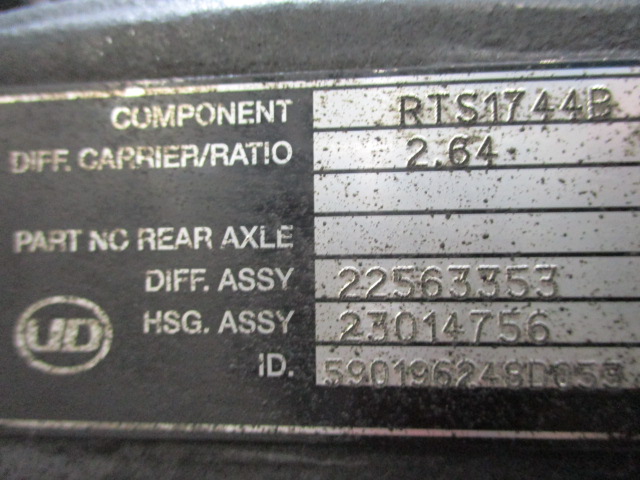 COMPONENT RTS1744B
DIFF. CARRIER/RATIO 2.64
PART NO REAR AXLE
DIFF. ASSY 22563353
HSG. ASSY 23014756
UD
ID. 590196248D053